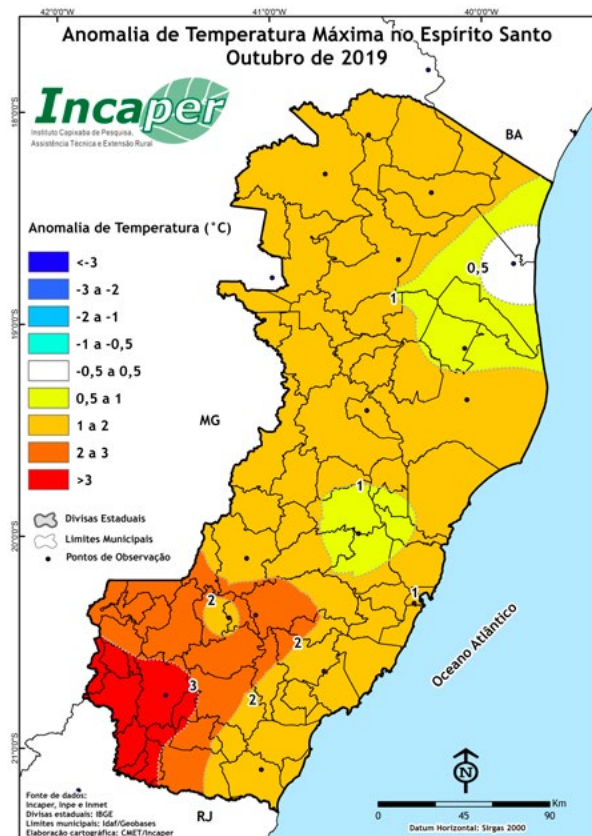 42°0'0"W
41°0'0"W
40°0'0"W
Anomalia de Temperatura Máxima no Espírito Santo
Outubro de 2019
Incaper
Instituto Capixaba de Pesquisa,
Assistência Técnica e Extensão Rural
18°0'0"S
BA
Anomalia de Temperatura (°C)
<-3
-3 a -2
-2 a -1
-1 a -0,5
-0,5 a 0,5
0,5 a 1
1 a 2
2 a 3
>3
0,5
1
19°0'0"S
MG
Divisas Estaduais
Limites Municipais
Pontos de Observação
1
20°0'0"S
2
1
2
Oceano Atlântico
3
2
21°0'0"S
N
Fonte de dados:
Incaper, Inpe e Inmet
Divisas estaduais: IBGE
Limites municipais: Idaf/Geobases
Elaboração cartográfica: CMET/Incaper
RJ
Km
0 45 90
Datum Horizontal: Sirgas 2000